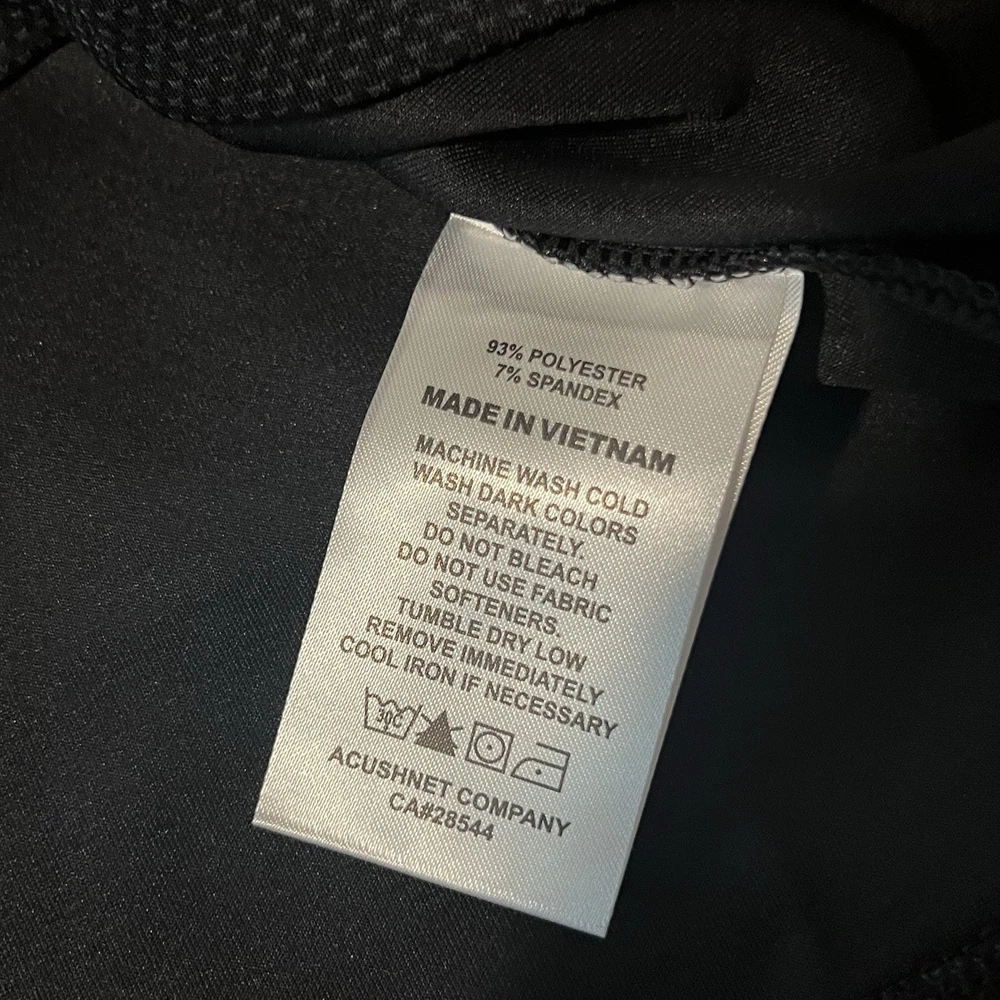 93% POLYESTER
7% SPANDEX
MADE IN VIETNAM
MACHINE WASH COLD
WASH DARK COLORS
SEPARATELY.
DO NOT BLEACH
DO NOT USE FABRIC
SOFTENERS.
TUMBLE DRY LOW
REMOVE IMMEDIATELY
COOL IRON IF NECESSARY
30C
ACUSHNET COMPANY
CA#28544